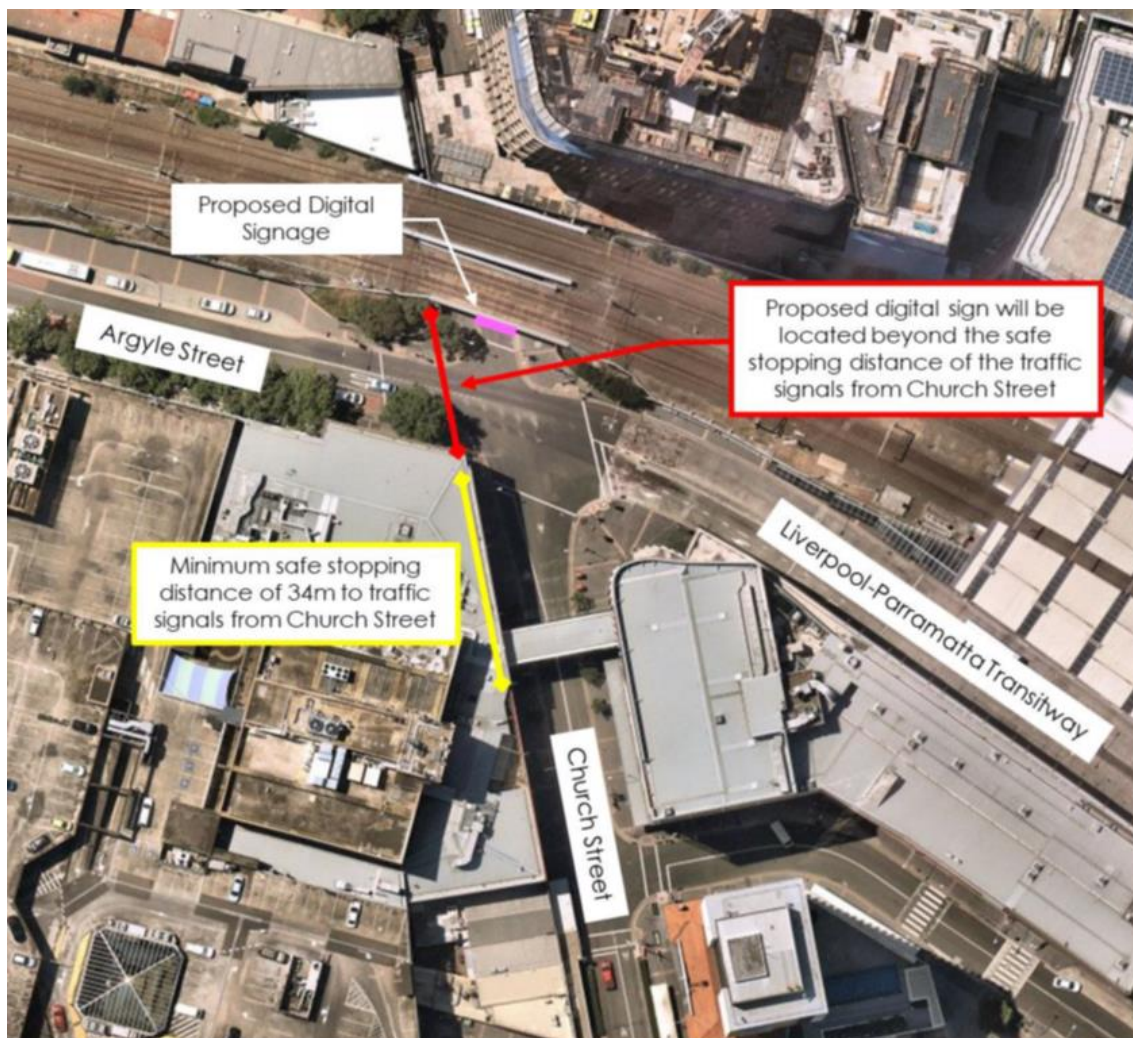 Proposed Digital
Signage
Proposed digital sign will be
located beyond the safe
stopping distance of the traffic
signals from Church Street
Argyle Street
Minimum safe stopping
distance of 34m to traffic
signals from Church Street
Liverpool-Parramatta Transitway
Church Street